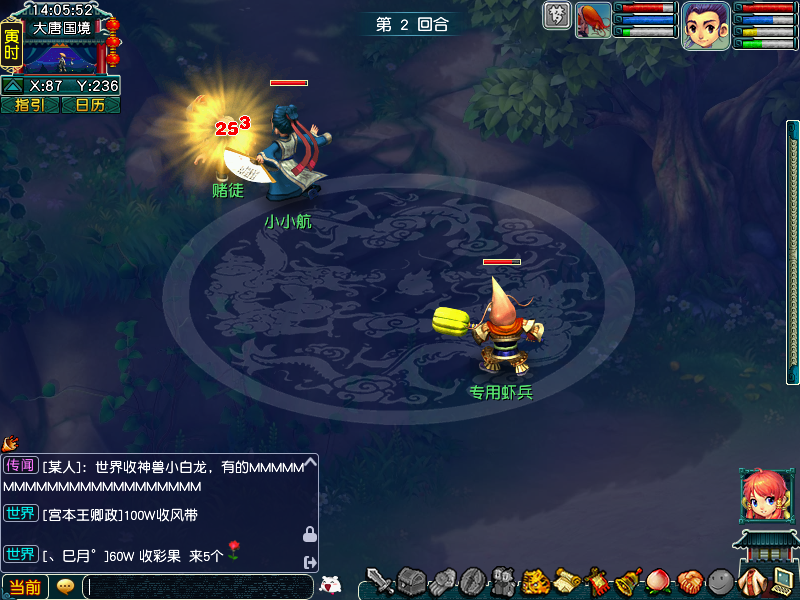 14:05:52
寅时
大唐国境
X:87 Y:236
指引 日历
第 2 回合
梦
253
赌徒
小小航
专用虾兵
传闻 [某人]：世界收神兽小白龙，有的MMMMM
MMMMMMMMMMMMMMMMMM
世界 [宫本王卿政]100W收风带
世界 [、巳月°]60W 收彩果 来5个
当前